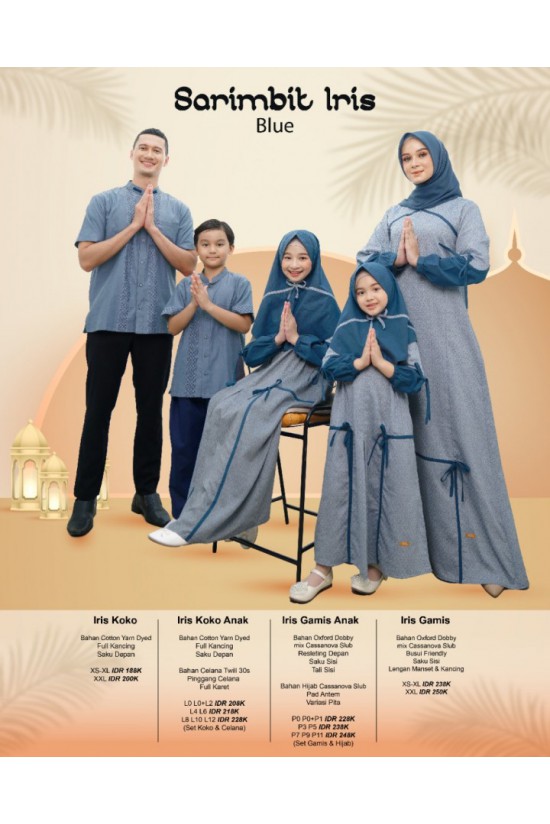 Sarimbit Iris
Blue
Iris Koko
Bahan Cotton Yarn Dyed
Full Kancing
Saku Depan
XS-XL IDR 188K
XXL IDR 200K
Iris Koko Anak
Bahan Cotton Yarn Dyed
Full Kancing
Saku Depan
Bahan Celana Twill 30s
Pinggang Celana
Full Karet
L0 L0+L2 IDR 208K
L4 L6 IDR 218K
L8 L10 L12 IDR 228K
(Set Koko & Celana)
Iris Gamis Anak
Bahan Oxford Dobby
mix Cassanova Slub
Resleting Depan
Saku Sisi
Tali Sisi
Bahan Hijab Cassanova Slub
Pad Antem
Variasi Pita
P0 P0+P1 IDR 228K
P3 P5 IDR 238K
P7 P9 P11 IDR 248K
(Set Gamis & Hijab)
Iris Gamis
Bahan Oxford Dobby
mix Cassanova Slub
Busui Friendly
Saku Sisi
Lengan Manset & Kancing
XS-XL IDR 238K
XXL IDR 250K